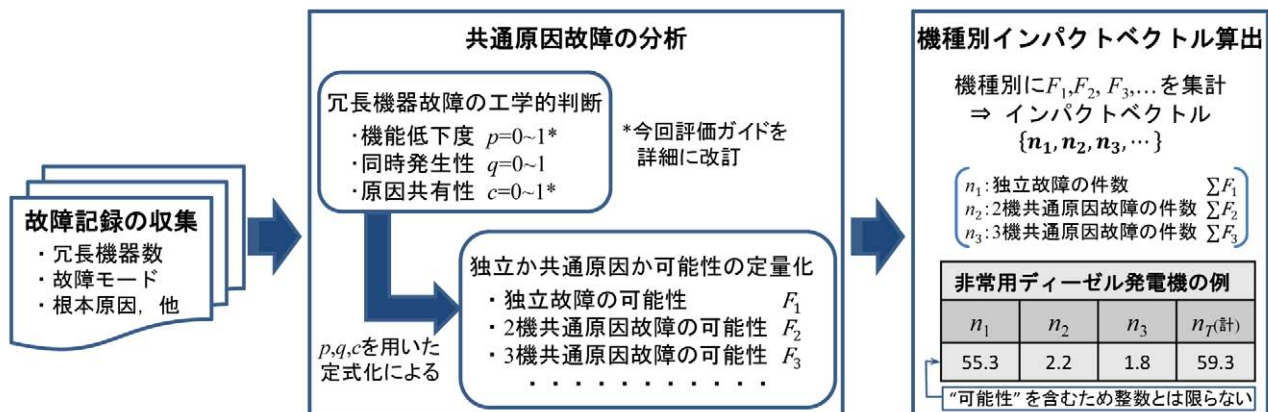 故障記録の収集
・冗長機器数
・故障モード
・根本原因，他
共通原因故障の分析
冗長機器故障の工学的判断
・機能低下度 p=0~1*
・同時発生性 q=0~1
・原因共有性 c=0~1*
*今回評価ガイドを
詳細に改訂
p,q,cを用いた
定式化による
独立か共通原因か可能性の定量化
・独立故障の可能性 F₁
・2機共通原因故障の可能性 F₂
・3機共通原因故障の可能性 F₃
・・・・・・・・・・・
機種別インパクトベクトル算出
機種別にF₁,F₂, F₃,…を集計
⇒ インパクトベクトル
{n₁, n₂, n₃, ⋯}
n₁:独立故障の件数 ∑F₁
n₂:2機共通原因故障の件数 ∑F₂
n₃:3機共通原因故障の件数 ∑F₃
非常用ディーゼル発電機の例
n₁ n₂ n₃ n_T(計)
55.3 2.2 1.8 59.3
“可能性”を含むため整数とは限らない